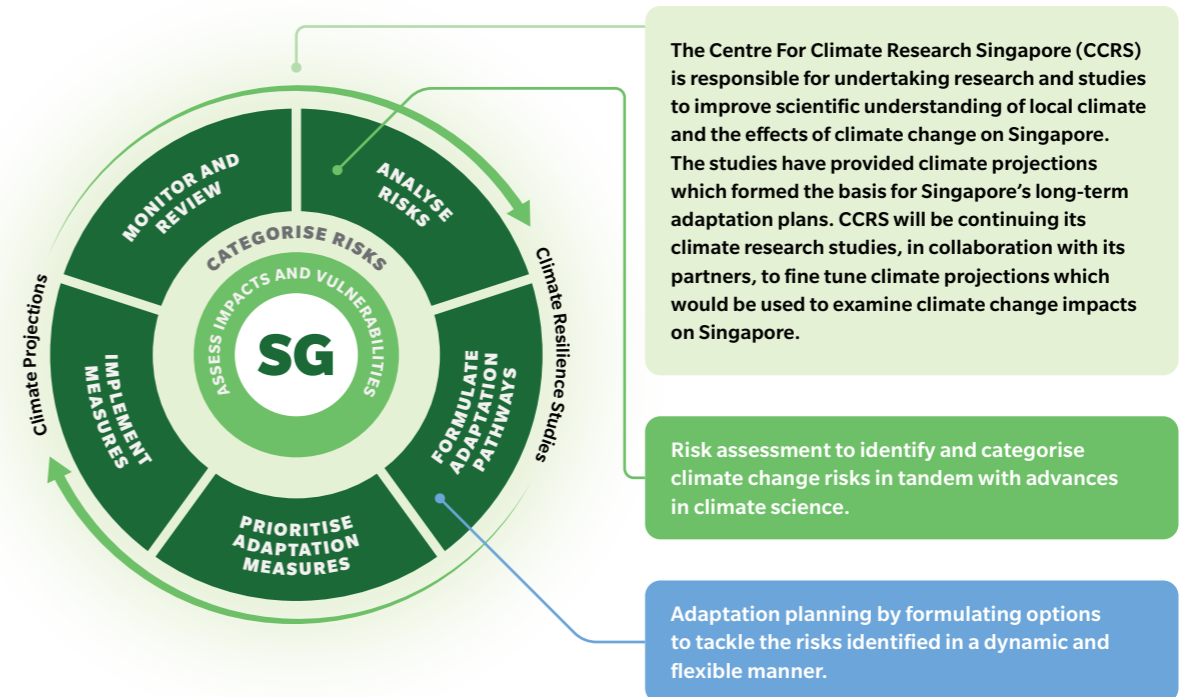 MONITOR AND
REVIEW
ANALYSE
RISKS
CATEGORISE RISKS
ASSESS IMPACTS AND VULNERABILITIES
SG
Climate Projections
Climate Resilience Studies
IMPLEMENT
MEASURES
FORMULATE
ADAPTATION
PATHWAYS
PRIORITISE
ADAPTATION
MEASURES
The Centre For Climate Research Singapore (CCRS)
is responsible for undertaking research and studies
to improve scientific understanding of local climate
and the effects of climate change on Singapore.
The studies have provided climate projections
which formed the basis for Singapore’s long-term
adaptation plans. CCRS will be continuing its
climate research studies, in collaboration with its
partners, to fine tune climate projections which
would be used to examine climate change impacts
on Singapore.
Risk assessment to identify and categorise
climate change risks in tandem with advances
in climate science.
Adaptation planning by formulating options
to tackle the risks identified in a dynamic and
flexible manner.